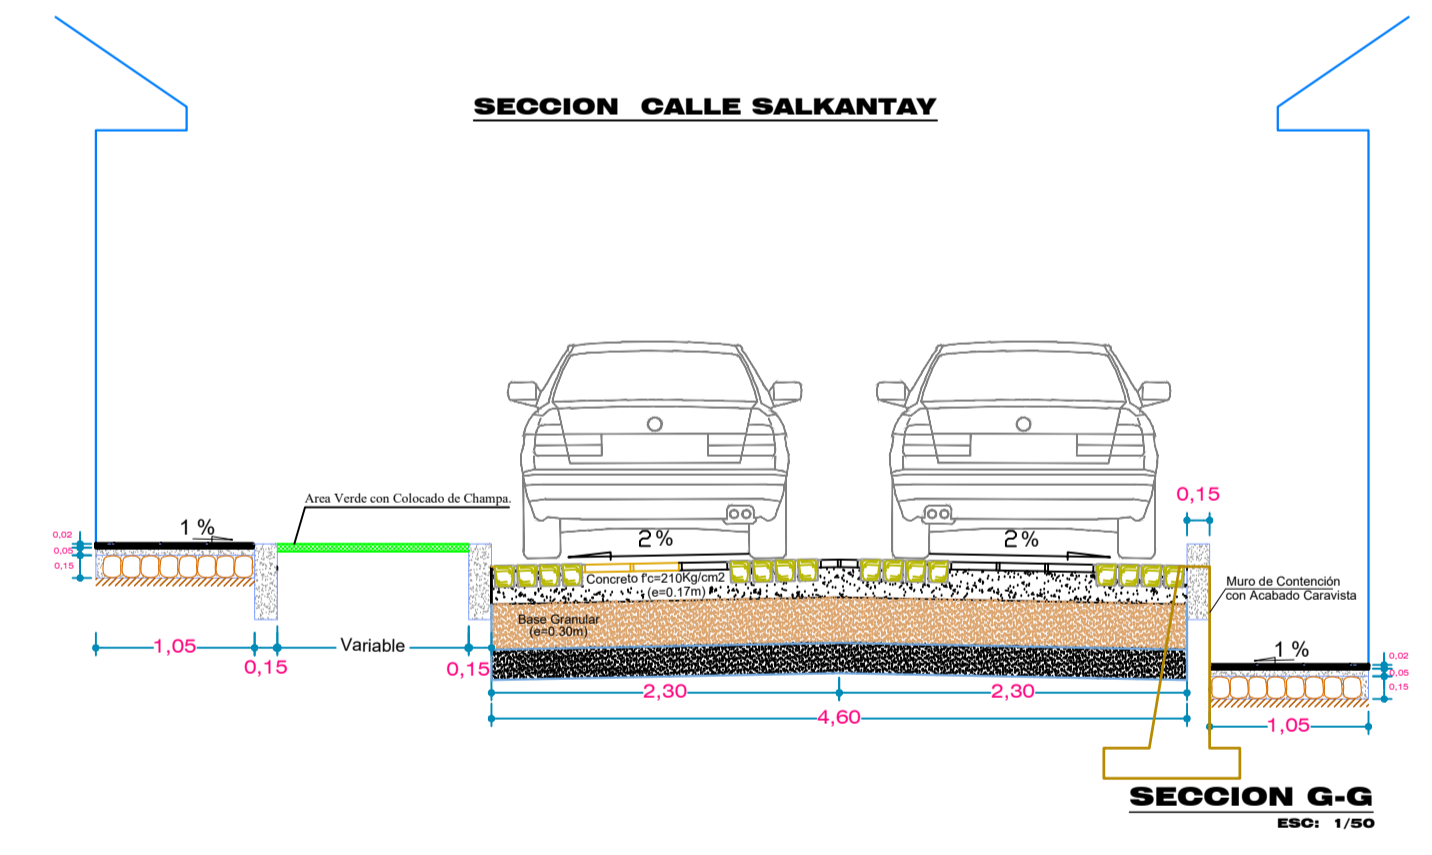 SECCION CALLE SALKANTAY
0,15
Area Verde con Colocado de Champa.
1 %
0,02
0,05
0,15
2%
2%
Concreto f'c=210Kg/cm2
(e=0.17m)
Base Granular
(e=0.30m)
Muro de Contención
con Acabado Caravista
1,05
0,15
Variable
0,15
1 %
0,02
0,05
0,15
2,30
2,30
4,60
1,05
SECCION G-G
ESC: 1/50